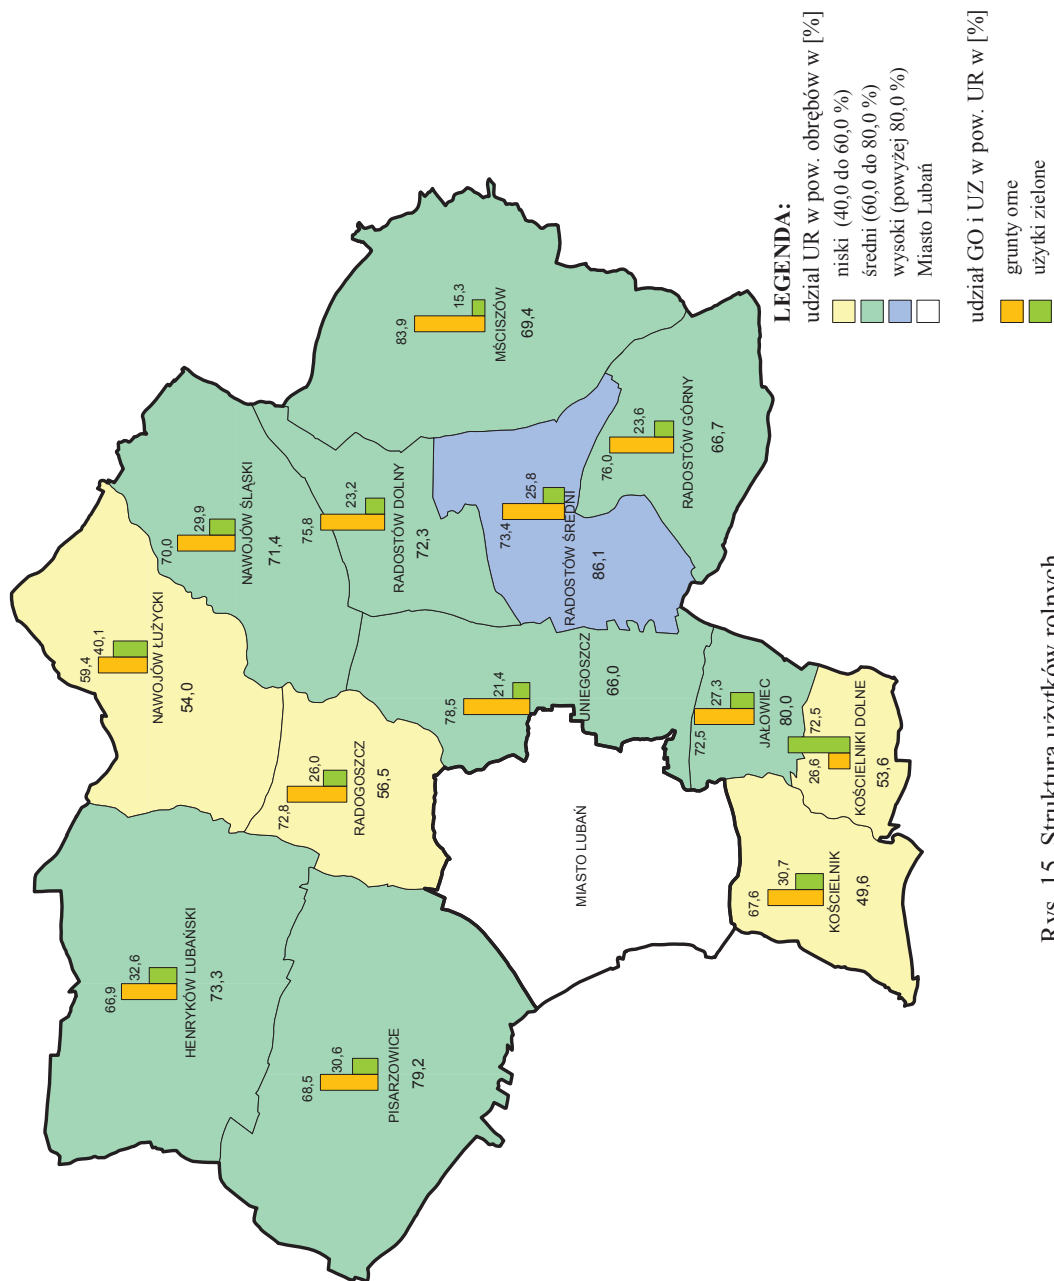 NAWOJÓW ŁUŻYCKI
59,4
40,1
54,0
NAWOJÓW ŚLĄSKI
70,0
29,9
71,4
HENRYKÓW LUBAŃSKI
66,9
32,6
73,3
PISARZOWICE
68,5
30,6
79,2
RADOGOSZCZ
72,8
26,0
56,5
RADOSTÓW DOLNY
75,8
23,2
72,3
MŚCISZÓW
83,9
15,3
69,4
UNIEGOSZCZ
78,5
21,4
66,0
RADOSTÓW ŚREDNI
73,4
25,8
86,1
RADOSTÓW GÓRNY
76,0
23,6
66,7
MIASTO LUBAŃ
JAŁOWIEC
72,5
27,3
80,0
KOŚCIELNIKI DOLNE
26,6
72,5
53,6
KOŚCIELNIK
67,6
30,7
49,6
LEGENDA:
udzial UR w pow. obrębów w [%]
niski (40,0 do 60,0 %)
średni (60,0 do 80,0 %)
wysoki (powyżej 80,0 %)
Miasto Lubań
udział GO i UZ w pow. UR w [%]
grunty orne
użytki zielone
Rys. 15. Struktura użytków rolnych